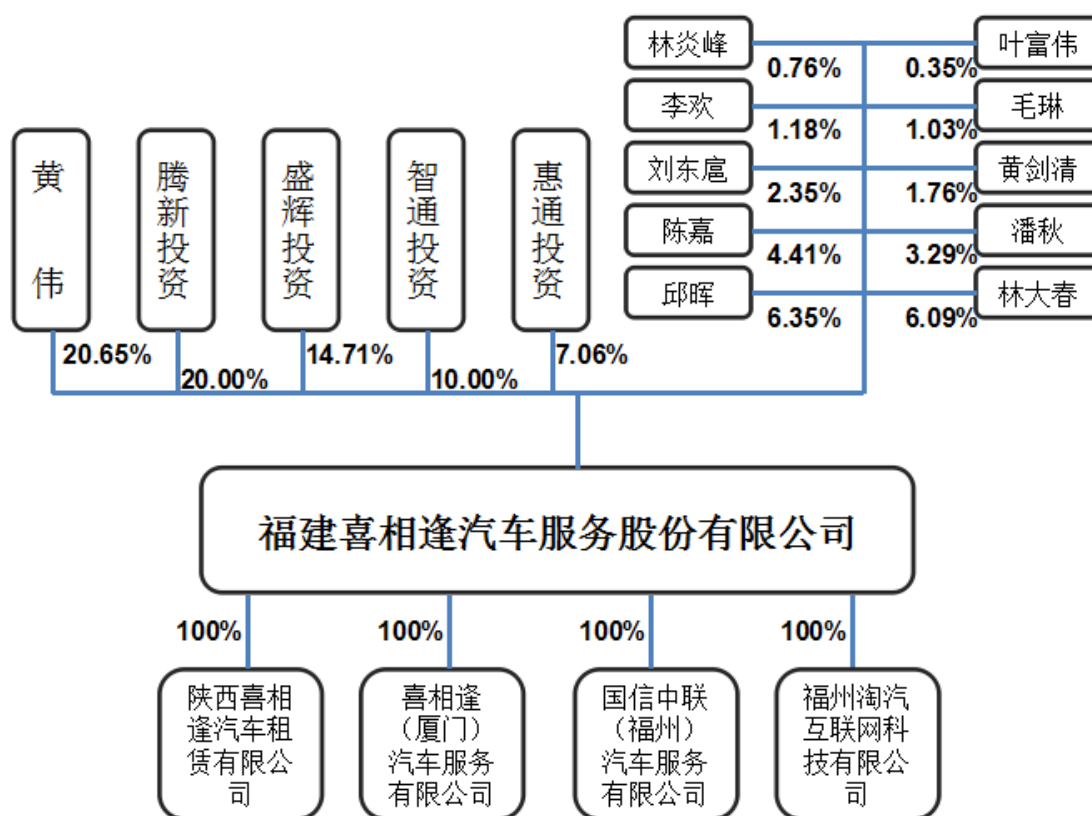 林炎峰
叶富伟
0.76%
0.35%
李欢
毛琳
1.18%
1.03%
刘东扈
黄剑清
2.35%
1.76%
陈嘉
潘秋
4.41%
3.29%
邱晖
林大春
6.35%
6.09%
黄伟
腾新投资
盛辉投资
智通投资
惠通投资
20.65%
20.00%
14.71%
10.00%
7.06%
福建喜相逢汽车服务股份有限公司
100%
100%
100%
100%
陕西喜相
逢汽车租
赁有限公
司
喜相逢
（厦门）
汽车服务
有限公司
国信中联
（福州）
汽车服务
有限公司
福州淘汽
互联网科
技有限公
司